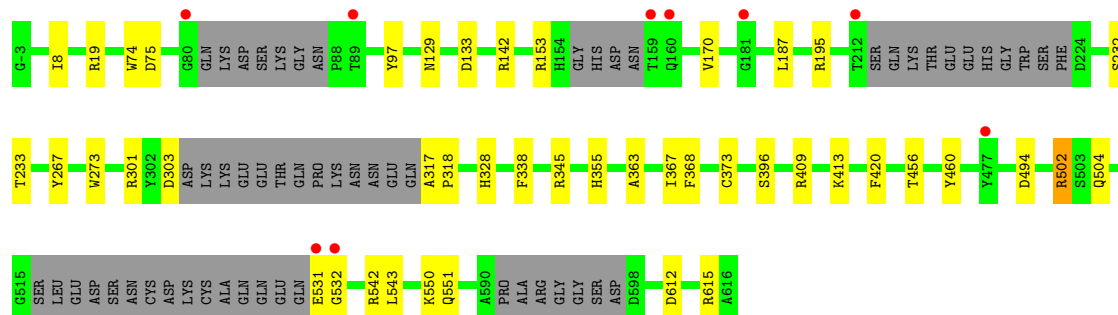 G-3 I8 R19 W74 D75 G80 GLN LYS ASP SER LYS GLY ASN P88 T89 Y97 N129 D133 R142 R153 H154 GLY HIS ASP ASN T159 Q160 V170 G181 L187 R195 T212 SER GLN LYS THR GLU GLU HIS GLY TRP SER PHE D224 S232
T233 Y267 W273 R301 Y302 D303 ASP LYS LYS GLU GLU THR GLN PRO LYS ASN ASN GLU GLN A317 P318 H328 F338 R345 H355 A363 I367 F368 C373 S396 R409 K413 F420 T456 Y460 Y477 D494 R502 S503 Q504
G515 SER LEU GLU ASP SER ASN CYS ASP LYS CYS ALA GLN GLN GLU GLN E531 G532 R542 L543 K550 Q551 A590 PRO ALA ARG GLY GLY SER ASP D598 D612 R615 A616